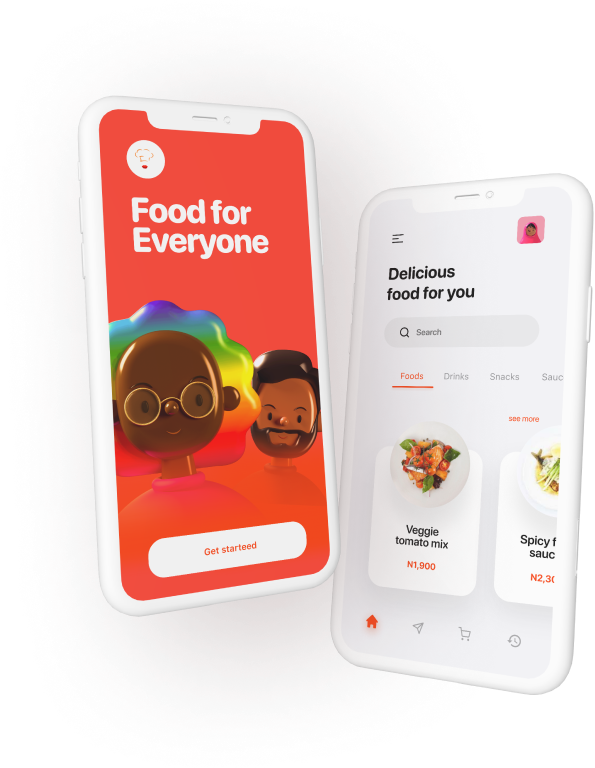 Food for
Everyone
Get starteed
Delicious
food for you
Search
Foods Drinks Snacks Sauc
see more
Veggie
tomato mix
N1,900
Spicy f
sauc
N2,30